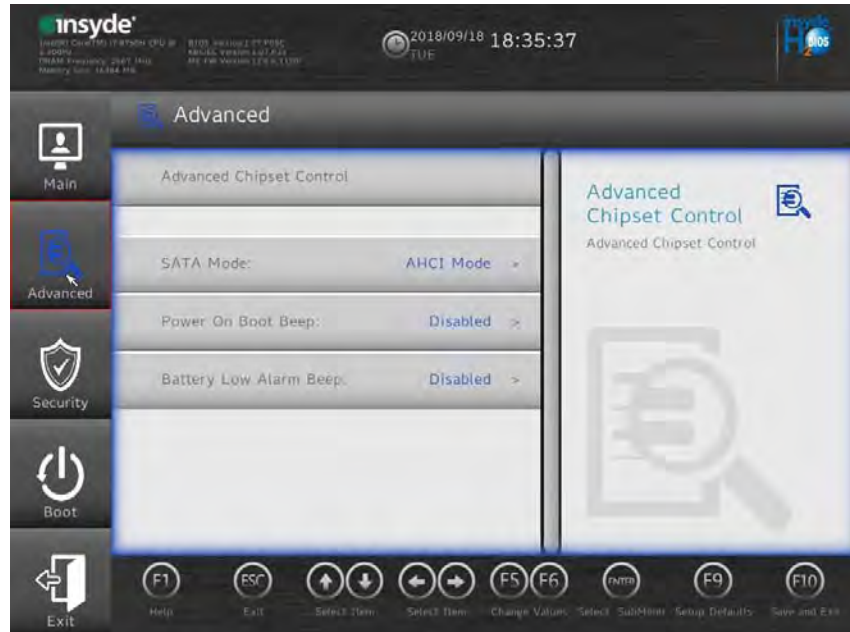 insyde
2018/09/18 18:35:37
TUE
insyde
H2O BIOS
Advanced
Main
Advanced
Security
Boot
Exit
Advanced Chipset Control
SATA Mode: AHCI Mode >
Power On Boot Beep: Disabled >
Battery Low Alarm Beep: Disabled >
Advanced
Chipset Control
Advanced Chipset Control
F1 ESC F5 F6 ENTER F9 F10
Help Exit Select Item Select Item Change Values Select SubMenu Setup Defaults Save and Exit